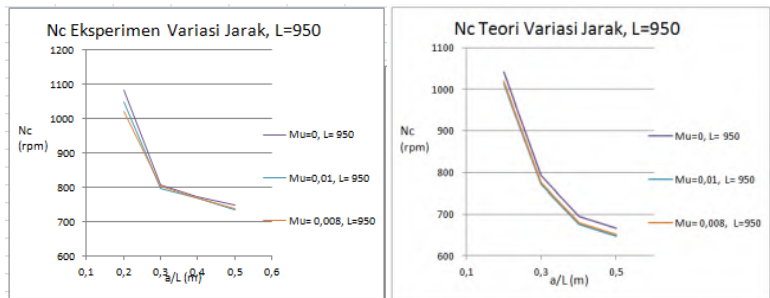 Nc Eksperimen Variasi Jarak, L=950
1200
1100
1000
900
800
700
600
Nc
(rpm)
0,1
0,2
0,3
0,4
0,5
0,6
a/L (m)
Mu=0, L= 950
Mu=0,01, L= 950
Mu= 0,008, L=950
Nc Teori Variasi Jarak, L=950
1100
1000
900
800
700
600
Nc
(rpm)
0,1
0,3
0,5
a/L (m)
Mu=0, L= 950
Mu=0,01, L= 950
Mu= 0,008, L=950